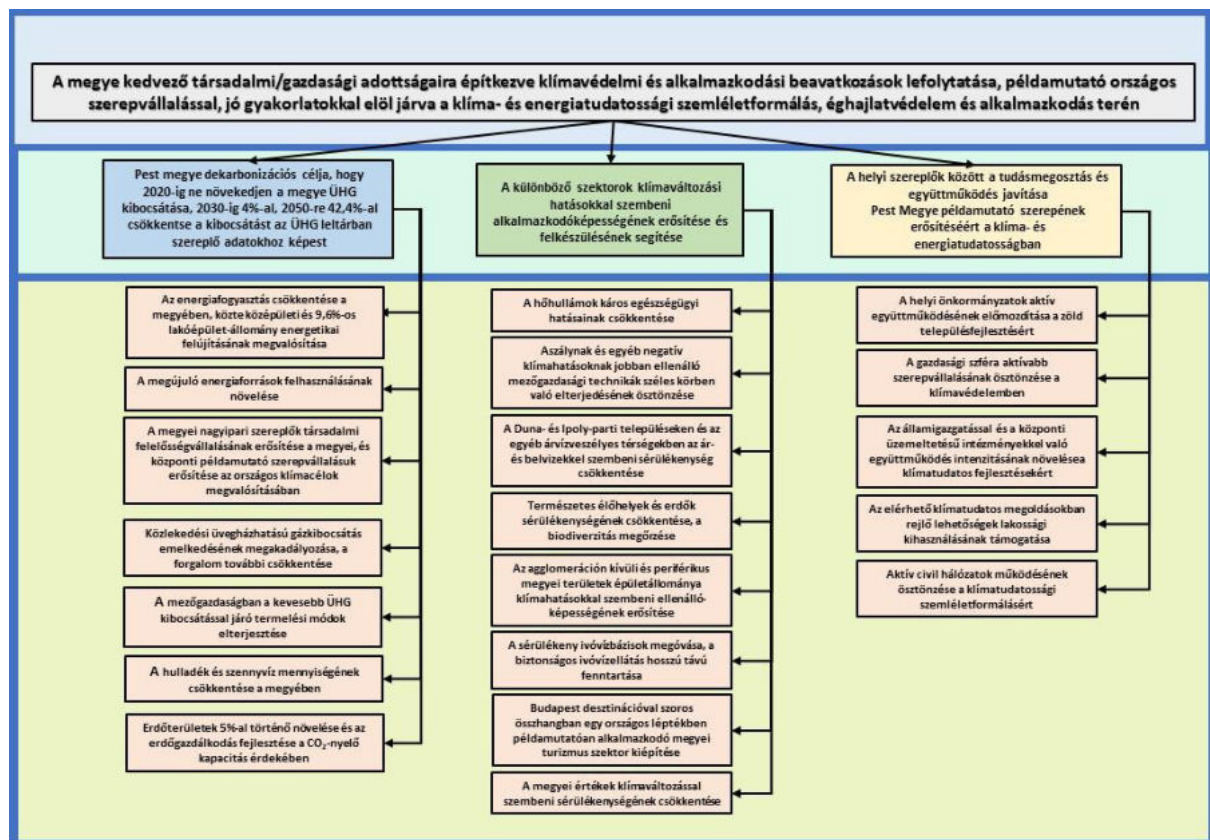 A megye kedvező társadalmi/gazdasági adottságaira építkezve klímavédelmi és alkalmazkodási beavatkozások lefolytatása, példamutató országos
szerepvállalással, jó gyakorlatokkal elöl járva a klíma- és energiatudatossági szemléletformálás, éghajlatvédelem és alkalmazkodás terén
Pest megye dekarbonizációs célja, hogy
2020-ig ne növekedjen a megye ÜHG
kibocsátása, 2030-ig 4%-al, 2050-re 42,4%-al
csökkentse a kibocsátást az ÜHG leltárban
szereplő adatokhoz képest
Az energiafogyasztás csökkentése a
megyében, közte középületi és 9,6%-os
lakóépület-állomány energetikai
felújításának megvalósítása
A megújuló energiaforrások felhasználásának
növelése
A megyei nagyipari szereplők társadalmi
felelősségvállalásának erősítése a megyei, és
központi példamutató szerepvállalásuk
erősítése az országos klímacélok
megvalósításában
Közlekedési üvegházhatású gázkibocsátás
emelkedésének megakadályozása, a
forgalom további csökkentése
A mezőgazdaságban a kevesebb ÜHG
kibocsátással járó termelési módok
elterjesztése
A hulladék és szennyvíz mennyiségének
csökkentése a megyében
Erdőterületek 5%-al történő növelése és az
erdőgazdálkodás fejlesztése a CO₂-nyelő
kapacitás érdekében
A különböző szektorok klímaváltozási
hatásokkal szembeni
alkalmazkodóképességének erősítése és
felkészülésének segítése
A hőhullámok káros egészségügyi
hatásainak csökkentése
Aszálynak és egyéb negatív
klímahatásoknak jobban ellenálló
mezőgazdasági technikák széles körben
való elterjedésének ösztönzése
A Duna- és Ipoly-parti településeken és az
egyéb árvízveszélyes térségekben az ár-
és belvizekkel szembeni sérülékenység
csökkentése
Természetes élőhelyek és erdők
sérülékenységének csökkentése, a
biodiverzitás megőrzése
Az agglomeráción kívüli és periférikus
megyei területek épületállománya
klímahatásokkal szembeni ellenálló-
képességének erősítése
A sérülékeny ivóvízbázisok megóvása, a
biztonságos ivóvízellátás hosszú távú
fenntartása
Budapest desztinációval szoros
összhangban egy országos léptékben
példamutatóan alkalmazkodó megyei
turizmus szektor kiépítése
A megyei értékek klímaváltozással
szembeni sérülékenységének csökkentése
A helyi szereplők között a tudásmegosztás és
együttműködés javítása
Pest Megye példamutató szerepének
erősítéséért a klíma- és
energiatudatosságban
A helyi önkormányzatok aktív
együttműködésének előmozdítása a zöld
településfejlesztésért
A gazdasági szféra aktívabb
szerepvállalásának ösztönzése a
klímavédelemben
Az államigazgatással és a központi
üzemeltetésű intézményekkel való
együttműködés intenzitásának növelésea
klímatudatos fejlesztésekért
Az elérhető klímatudatos megoldásokban
rejlő lehetőségek lakossági
kihasználásának támogatása
Aktív civil hálózatok működésének
ösztönzése a klímatudatossági
szemléletformálásért